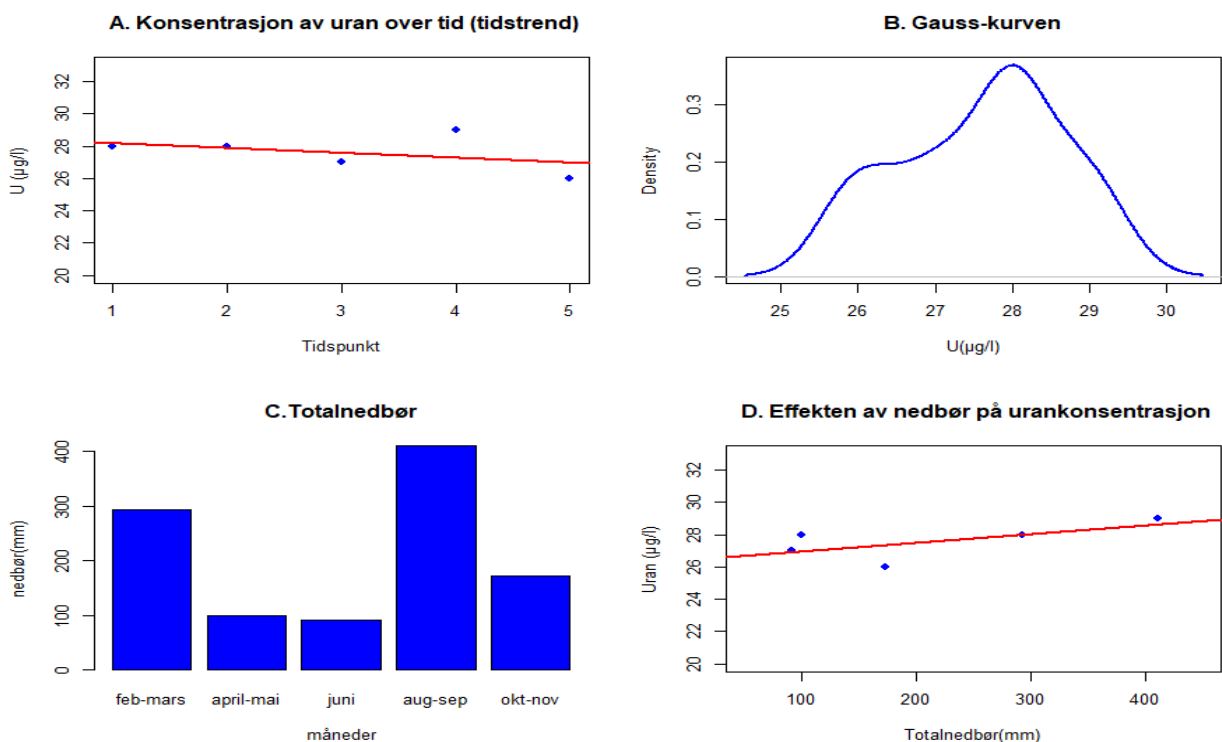 A. Konsentrasjon av uran over tid (tidstrend)
U (µg/l)
32
30
28
26
24
22
20
1 2 3 4 5
Tidspunkt
B. Gauss-kurven
Density
0.3
0.2
0.1
0.0
25 26 27 28 29 30
U(µg/l)
C.Totalnedbør
nedbør(mm)
400
300
200
100
0
feb-mars april-mai juni aug-sep okt-nov
måneder
D. Effekten av nedbør på urankonsentrasjon
Uran (µg/l)
32
30
28
26
24
22
20
100 200 300 400
Totalnedbør(mm)